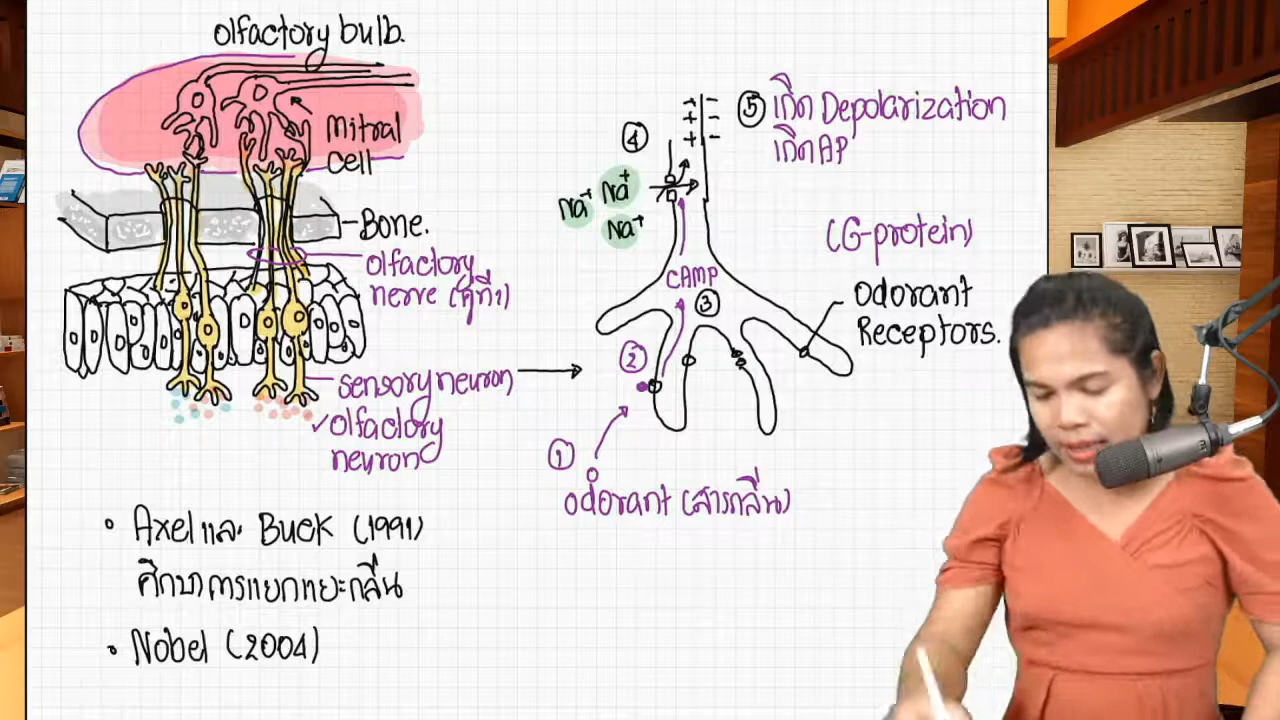 olfactory bulb.
Mitral
Cell
Bone.
olfactory
nerve (คู่ที่1)
sensory neuron
olfactory
neuron
④
⑤ เกิด Depolarization
เกิด AP
+ -
+ -
+ -
Na+ Na+
Na+
(G-protein)
CAMP
③
Odorant
Receptors.
②
①
odorant (สารกลิ่น)
• Axel และ Buck (1991)
ศึกษาการแยกแยะกลิ่น
• Nobel (2004)